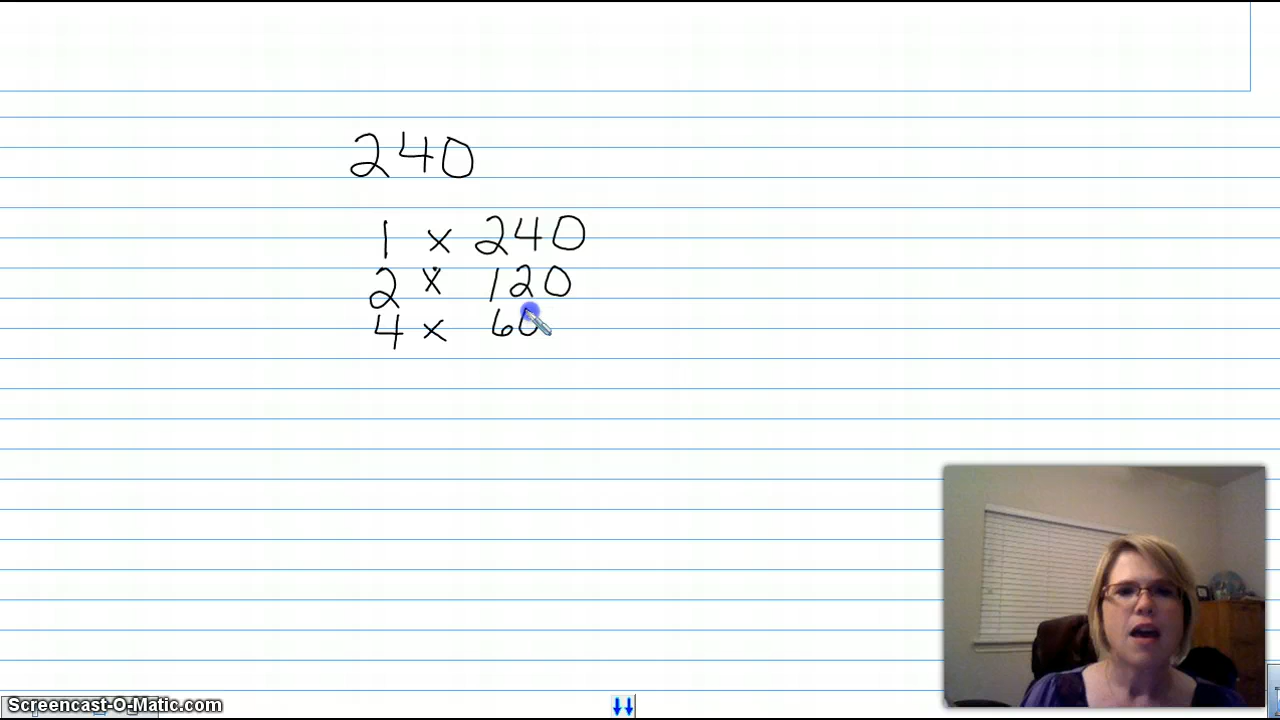 240
1 x 240
2 x 120
4 x 60
Screencast-O-Matic.com